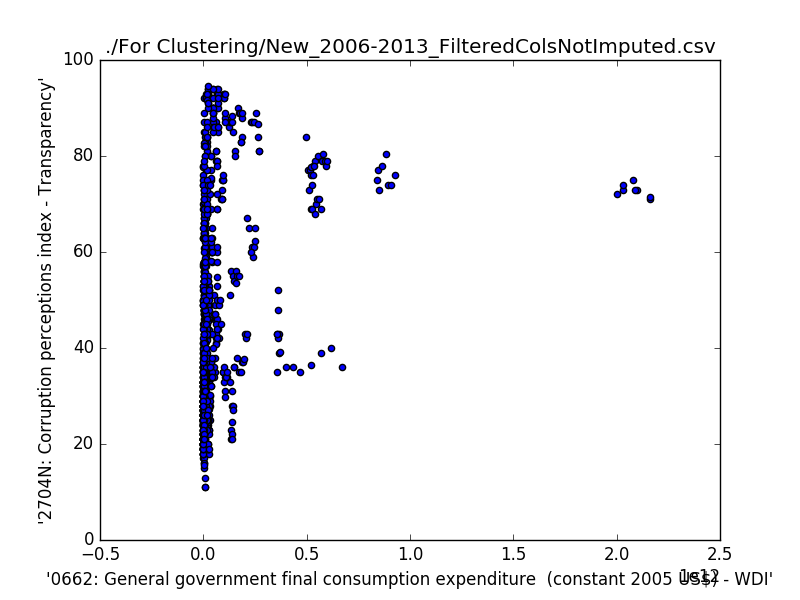 ./For Clustering/New_2006-2013_FilteredColsNotImputed.csv
100
80
60
40
20
0
'2704N: Corruption perceptions index - Transparency'
−0.5 0.0 0.5 1.0 1.5 2.0 2.5
1e12
'0662: General government final consumption expenditure (constant 2005 US$) - WDI'